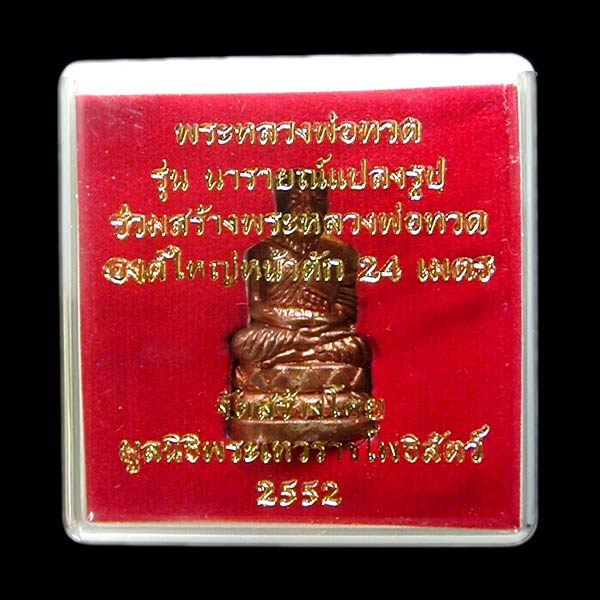 พระหลวงพ่อทวด
รุ่น นารายณ์แปลงรูป
ร่วมสร้างพระหลวงพ่อทวด
องค์ใหญ่หน้าตัก 24 เมตร
จัดสร้างโดย
มูลนิธิพระเทวราชโพธิสัตว์
2552